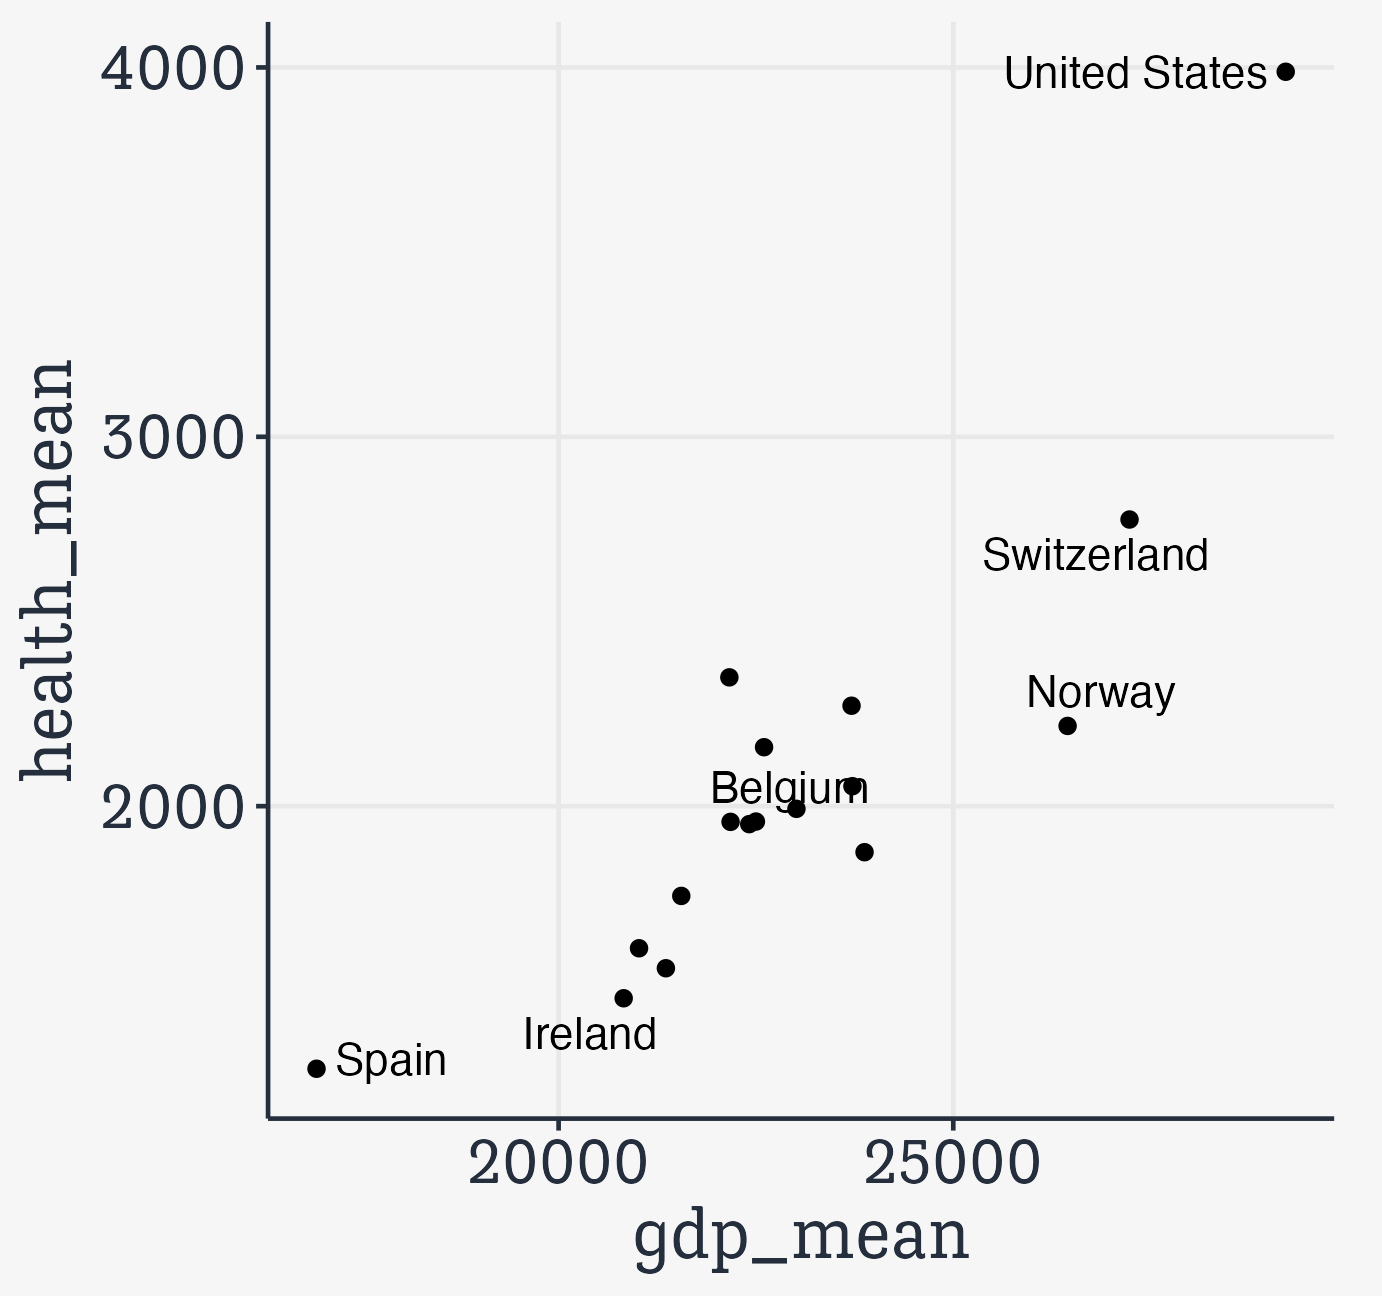 4000
United States
3000
Switzerland
Norway
2000
Belgium
Ireland
Spain
20000
25000
gdp_mean
health_mean